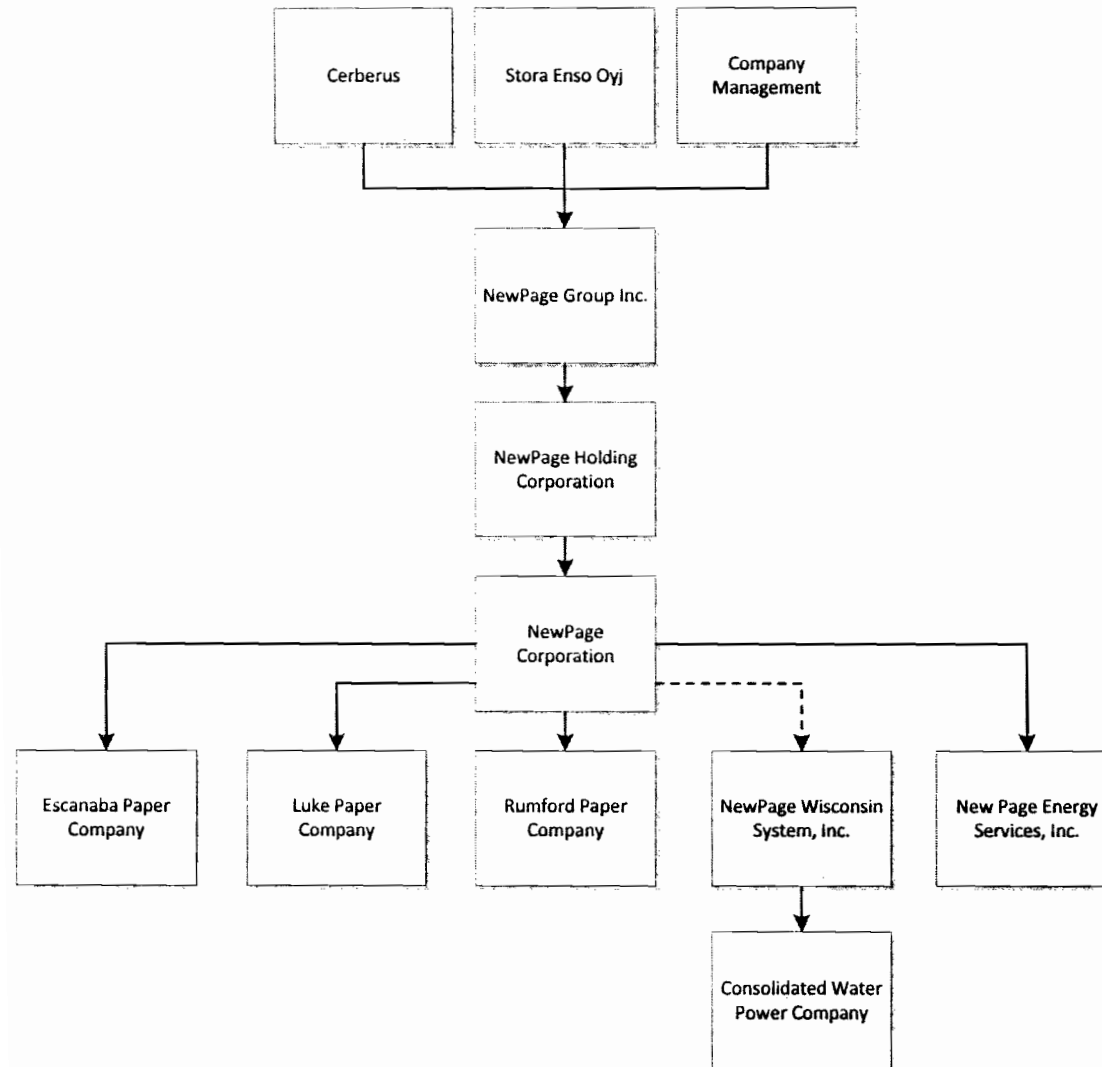 Cerberus
Stora Enso Oyj
Company
Management
NewPage Group Inc.
NewPage Holding
Corporation
NewPage
Corporation
Escanaba Paper
Company
Luke Paper
Company
Rumford Paper
Company
NewPage Wisconsin
System, Inc.
New Page Energy
Services, Inc.
Consolidated Water
Power Company